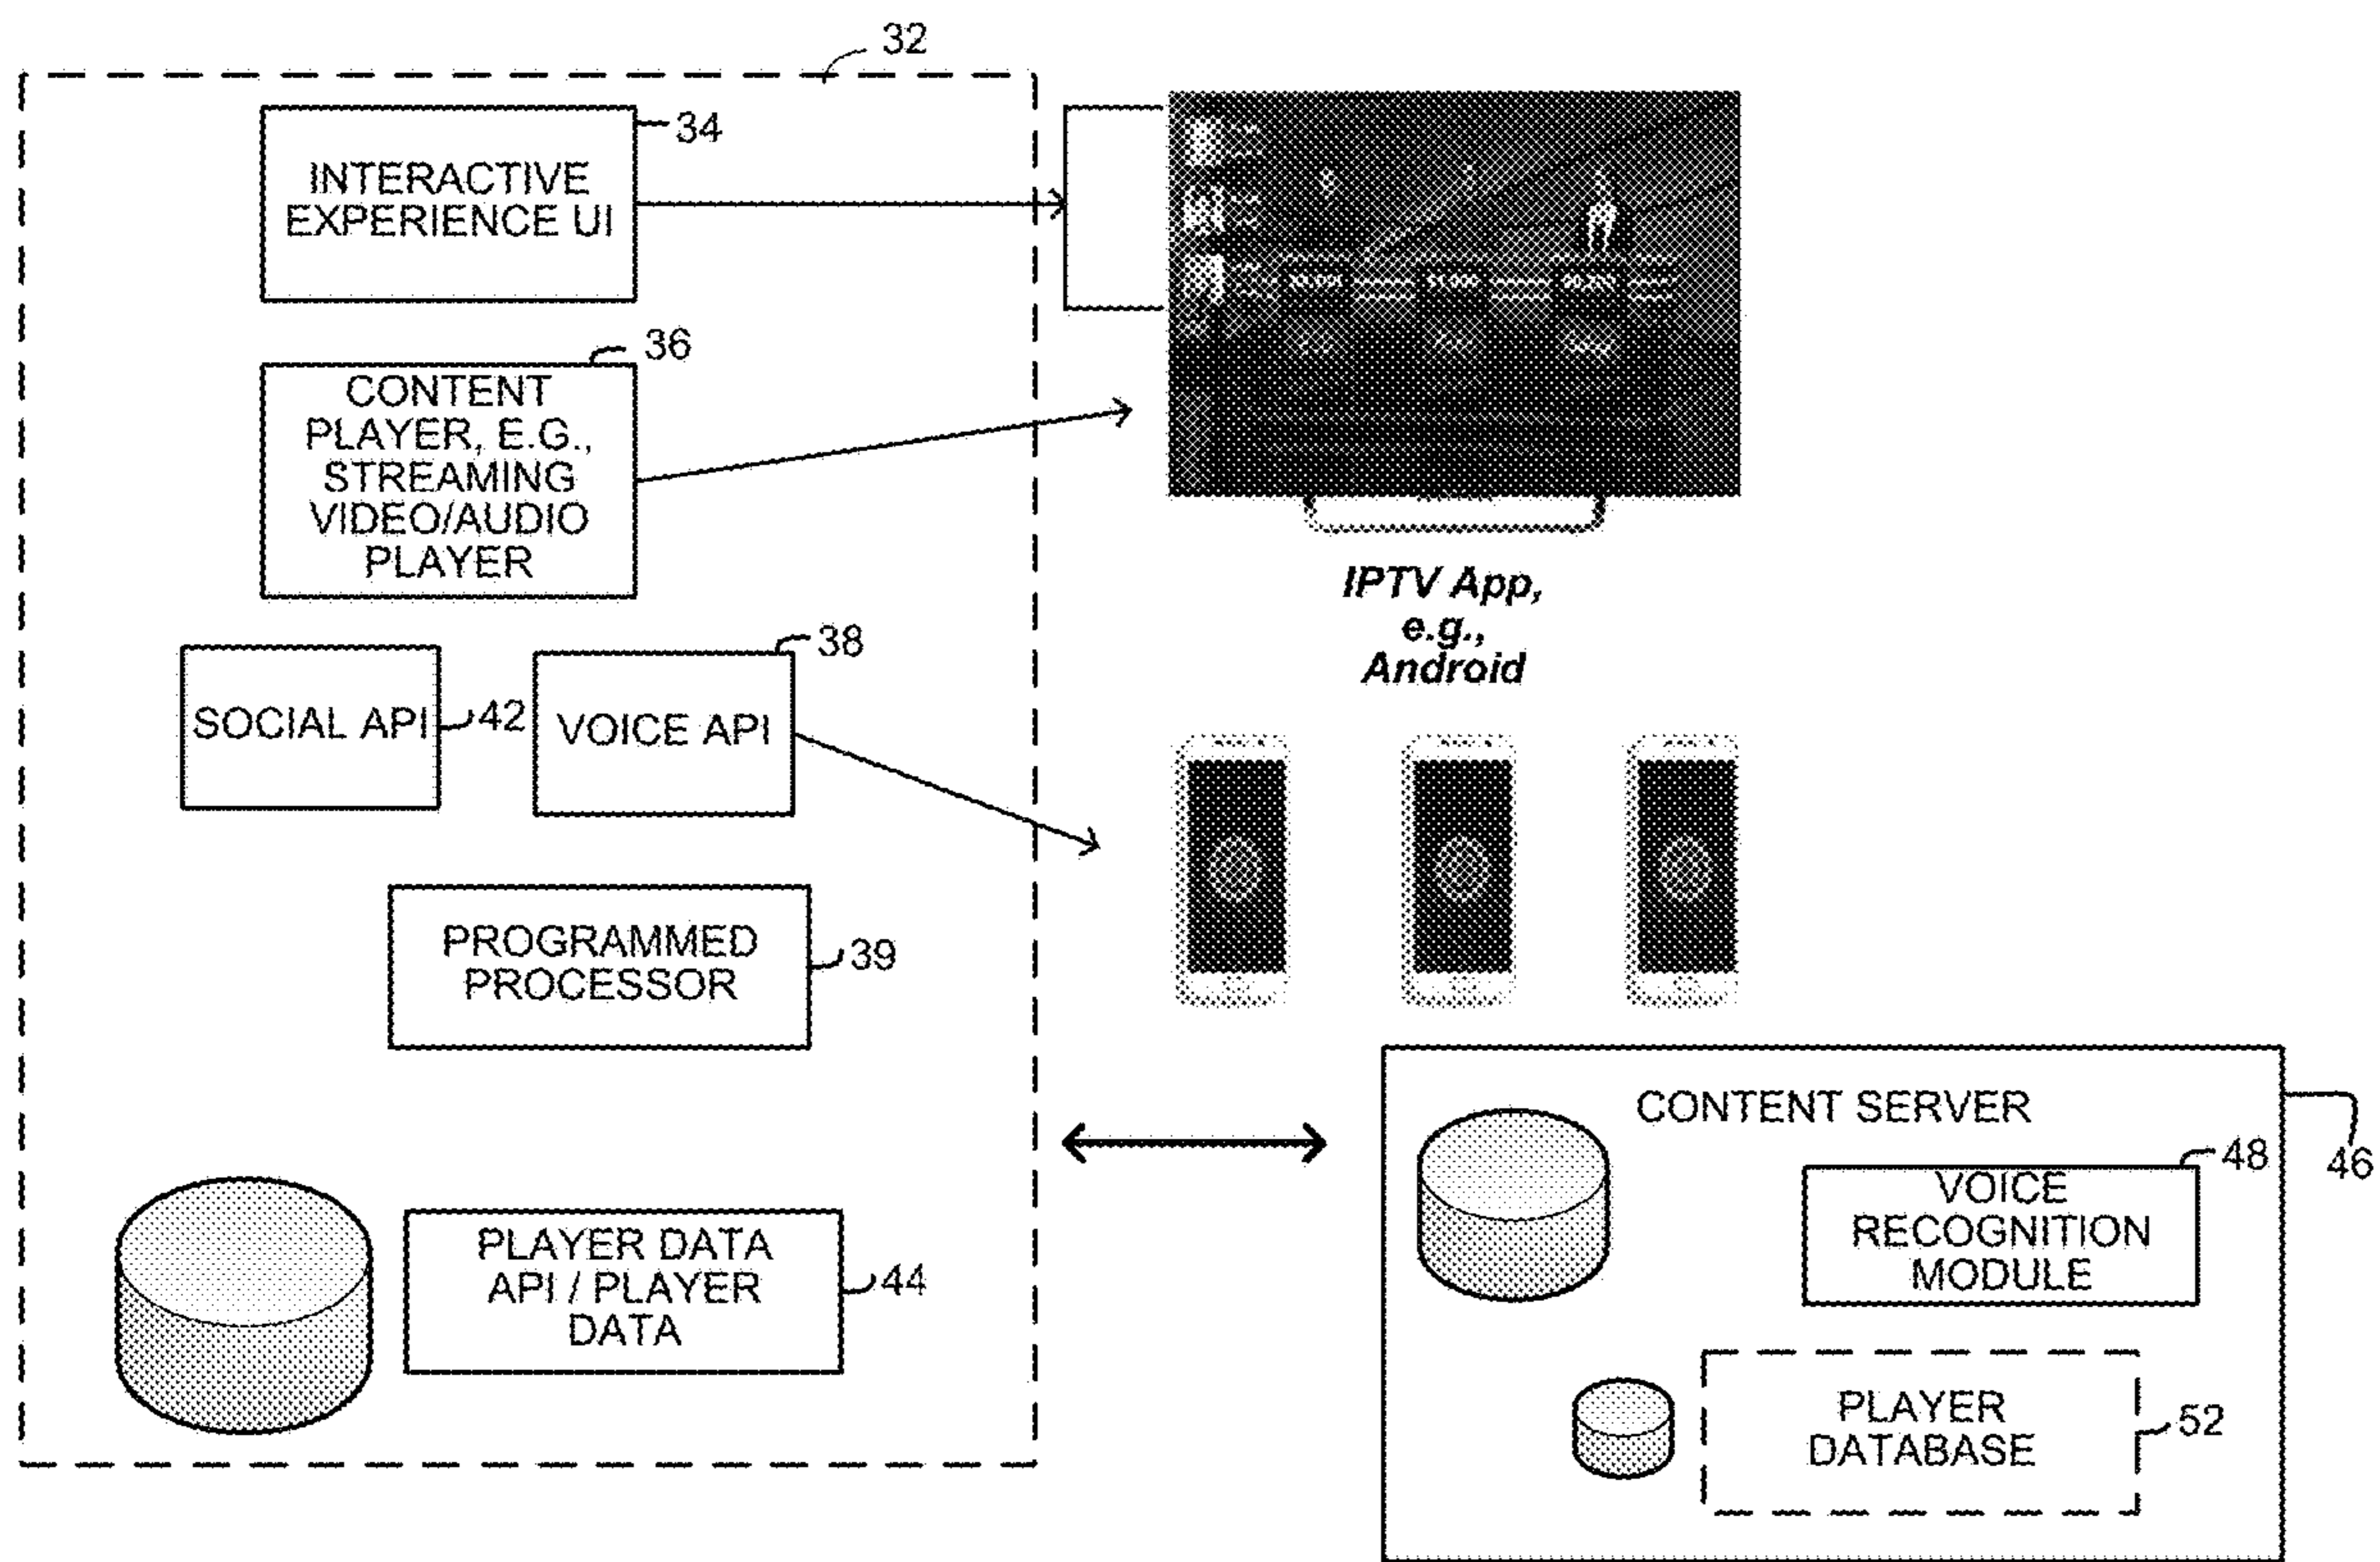 32
34
INTERACTIVE
EXPERIENCE UI
36
CONTENT
PLAYER, E.G.,
STREAMING
VIDEO/AUDIO
PLAYER
IPTV App,
e.g.,
Android
38
SOCIAL API
42
VOICE API
PROGRAMMED
PROCESSOR
39
CONTENT SERVER
46
48
VOICE
RECOGNITION
MODULE
PLAYER DATA
API / PLAYER
DATA
44
PLAYER
DATABASE
52